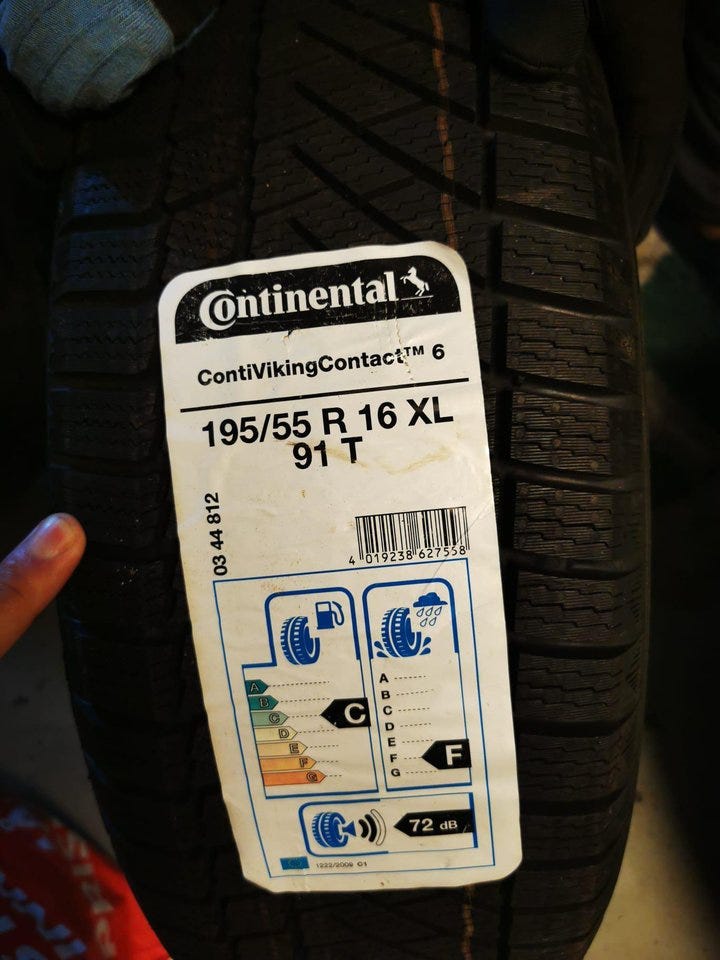 Continental
ContiVikingContact™ 6
195/55 R 16 XL
91 T
03 44 812
4 019238 627558
A
B
C
D
E
F
G
C
A
B
C
D
E
F
G
F
72 dB
1222/2009 C1